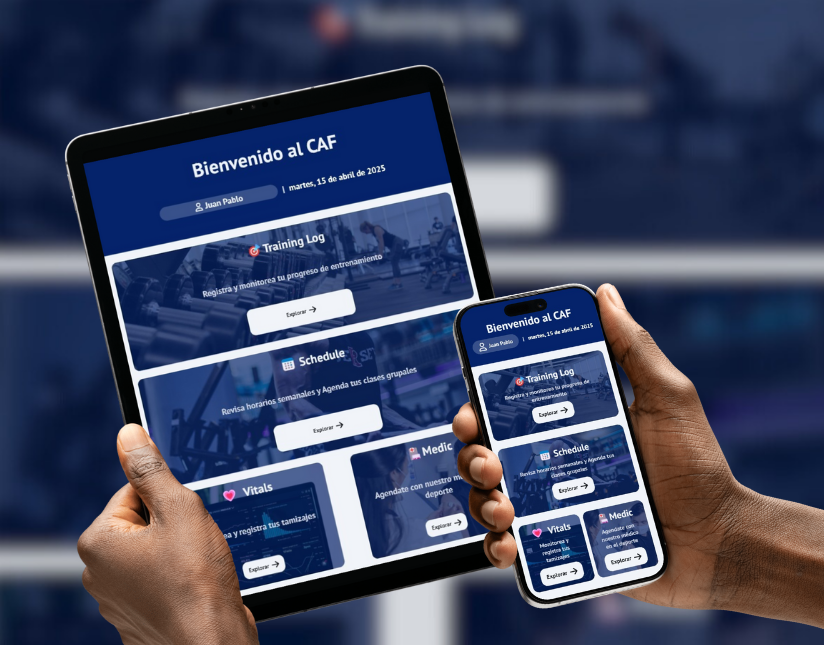 Bienvenido al CAF
Juan Pablo | martes, 15 de abril de 2025
Training Log
Registra y monitorea tu progreso de entrenamiento
Explorar →
Schedule
Revisa horarios semanales y Agenda tus clases grupales
Explorar →
Vitals
ea y registra tus tamizajes
Explorar →
Medic
Agendate con nuestro m
deporte
Explorar →
Bienvenido al CAF
Juan Pablo | martes, 15 de abril de 2025
Training Log
Registra y monitorea tu progreso de
entrenamiento
Explorar →
Schedule
Revisa horarios semanales y Agenda tus
clases grupales
Explorar →
Vitals
Monitorea y
registra tus
tamizajes
Explorar →
Medic
Agendate con
nuestro médico
en el deporte
Explorar →